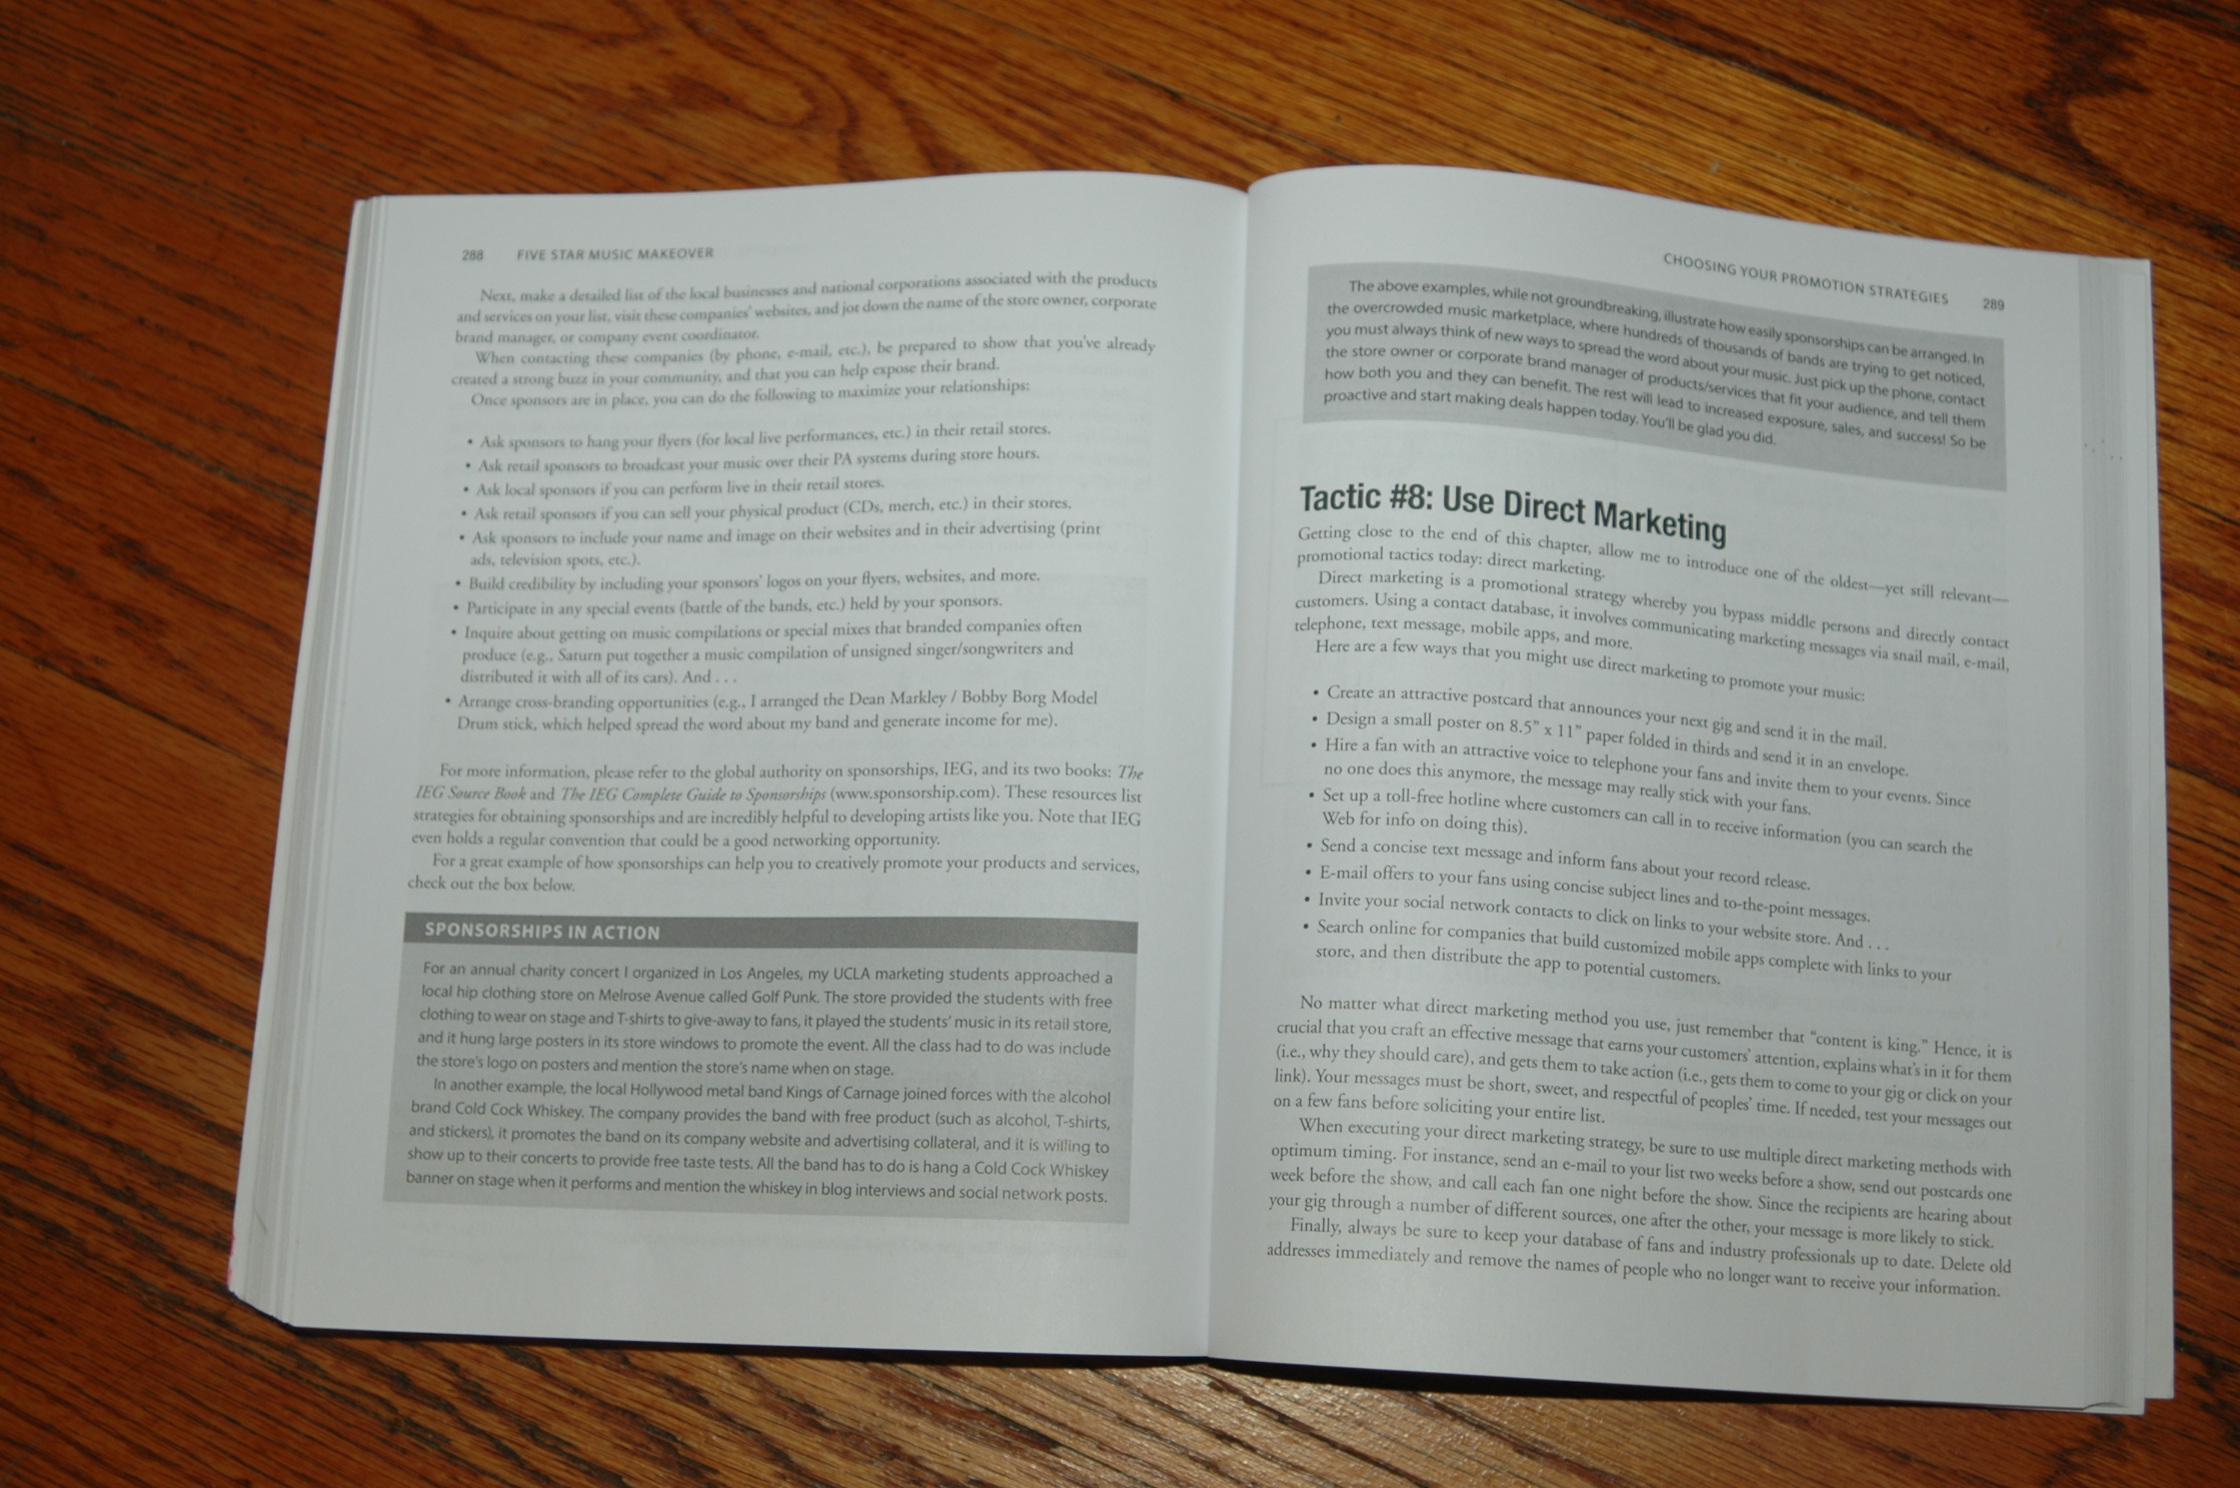 288 FIVE STAR MUSIC MAKEOVER
Next, make a detailed list of the local businesses and national corporations associated with the products
and services on your list, visit these companies' websites, and jot down the name of the store owner, corporate
brand manager, or company event coordinator.
When contacting these companies (by phone, e-mail, etc.), be prepared to show that you've already
created a strong buzz in your community, and that you can help expose their brand.
Once sponsors are in place, you can do the following to maximize your relationships:
• Ask sponsors to hang your flyers (for local live performances, etc.) in their retail stores.
• Ask retail sponsors to broadcast your music over their PA systems during store hours.
• Ask local sponsors if you can perform live in their retail stores.
• Ask retail sponsors if you can sell your physical product (CDs, merch, etc.) in their stores.
• Ask sponsors to include your name and image on their websites and in their advertising (print
ads, television spots, etc.).
• Build credibility by including your sponsors' logos on your flyers, websites, and more.
• Participate in any special events (battle of the bands, etc.) held by your sponsors.
• Inquire about getting on music compilations or special mixes that branded companies often
produce (e.g., Saturn put together a music compilation of unsigned singer/songwriters and
distributed it with all of its cars). And . . .
• Arrange cross-branding opportunities (e.g., I arranged the Dean Markley / Bobby Borg Model
Drum stick, which helped spread the word about my band and generate income for me).
For more information, please refer to the global authority on sponsorships, IEG, and its two books: The
IEG Source Book and The IEG Complete Guide to Sponsorships (www.sponsorship.com). These resources list
strategies for obtaining sponsorships and are incredibly helpful to developing artists like you. Note that IEG
even holds a regular convention that could be a good networking opportunity.
For a great example of how sponsorships can help you to creatively promote your products and services,
check out the box below.
SPONSORSHIPS IN ACTION
For an annual charity concert I organized in Los Angeles, my UCLA marketing students approached a
local hip clothing store on Melrose Avenue called Golf Punk. The store provided the students with free
clothing to wear on stage and T-shirts to give-away to fans, it played the students' music in its retail store,
and it hung large posters in its store windows to promote the event. All the class had to do was include
the store's logo on posters and mention the store's name when on stage.
In another example, the local Hollywood metal band Kings of Carnage joined forces with the alcohol
brand Cold Cock Whiskey. The company provides the band with free product (such as alcohol, T-shirts,
and stickers), it promotes the band on its company website and advertising collateral, and it is willing to
show up to their concerts to provide free taste tests. All the band has to do is hang a Cold Cock Whiskey
banner on stage when it performs and mention the whiskey in blog interviews and social network posts.
CHOOSING YOUR PROMOTION STRATEGIES 289
The above examples, while not groundbreaking, illustrate how easily sponsorships can be arranged. In
the overcrowded music marketplace, where hundreds of thousands of bands are trying to get noticed,
you must always think of new ways to spread the word about your music. Just pick up the phone, contact
the store owner or corporate brand manager of products/services that fit your audience, and tell them
how both you and they can benefit. The rest will lead to increased exposure, sales, and success! So be
proactive and start making deals happen today. You'll be glad you did.
Tactic #8: Use Direct Marketing
Getting close to the end of this chapter, allow me to introduce one of the oldest—yet still relevant—
promotional tactics today: direct marketing.
Direct marketing is a promotional strategy whereby you bypass middle persons and directly contact
customers. Using a contact database, it involves communicating marketing messages via snail mail, e-mail,
telephone, text message, mobile apps, and more.
Here are a few ways that you might use direct marketing to promote your music:
• Create an attractive postcard that announces your next gig and send it in the mail.
• Design a small poster on 8.5” x 11” paper folded in thirds and send it in an envelope.
• Hire a fan with an attractive voice to telephone your fans and invite them to your events. Since
no one does this anymore, the message may really stick with your fans.
• Set up a toll-free hotline where customers can call in to receive information (you can search the
Web for info on doing this).
• Send a concise text message and inform fans about your record release.
• E-mail offers to your fans using concise subject lines and to-the-point messages.
• Invite your social network contacts to click on links to your website store. And . . .
• Search online for companies that build customized mobile apps complete with links to your
store, and then distribute the app to potential customers.
No matter what direct marketing method you use, just remember that “content is king.” Hence, it is
crucial that you craft an effective message that earns your customers' attention, explains what's in it for them
(i.e., why they should care), and gets them to take action (i.e., gets them to come to your gig or click on your
link). Your messages must be short, sweet, and respectful of peoples' time. If needed, test your messages out
on a few fans before soliciting your entire list.
When executing your direct marketing strategy, be sure to use multiple direct marketing methods with
optimum timing. For instance, send an e-mail to your list two weeks before a show, send out postcards one
week before the show, and call each fan one night before the show. Since the recipients are hearing about
your gig through a number of different sources, one after the other, your message is more likely to stick.
Finally, always be sure to keep your database of fans and industry professionals up to date. Delete old
addresses immediately and remove the names of people who no longer want to receive your information.